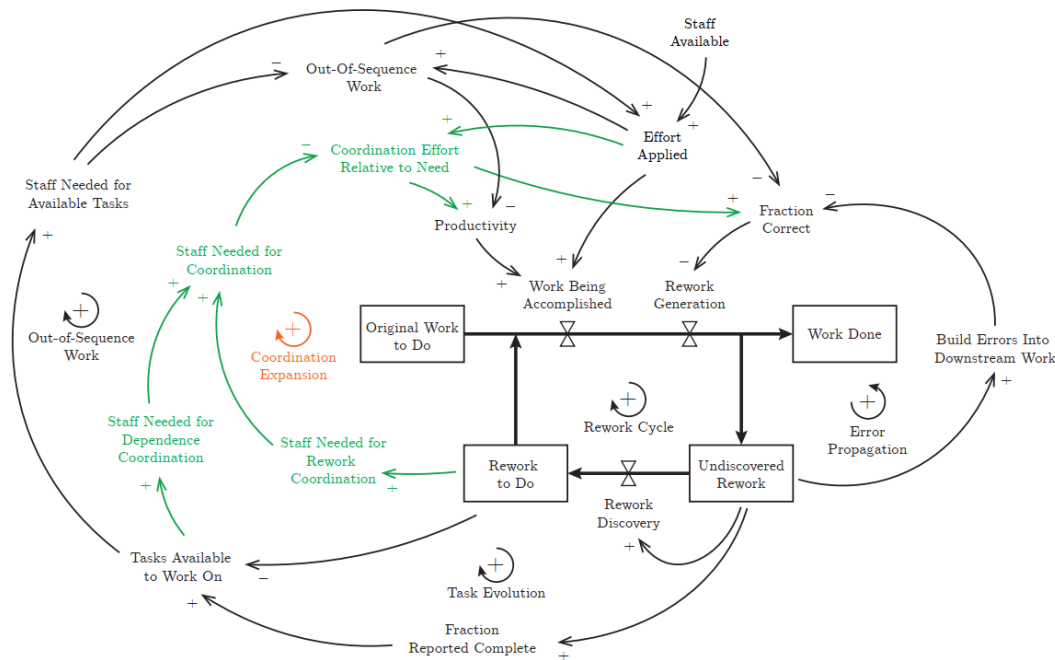 Staff
Available
Out-Of-Sequence
Work
Effort
Applied
Coordination Effort
Relative to Need
Staff Needed for
Available Tasks
Fraction
Correct
Productivity
Staff Needed for
Coordination
Work Being
Accomplished
Rework
Generation
Out-of-Sequence
Work
Coordination
Expansion
Original Work
to Do
Work Done
Build Errors Into
Downstream Work
Rework Cycle
Error
Propagation
Staff Needed for
Dependence
Coordination
Staff Needed for
Rework
Coordination
Rework
to Do
Undiscovered
Rework
Rework
Discovery
Tasks Available
to Work On
Task Evolution
Fraction
Reported Complete